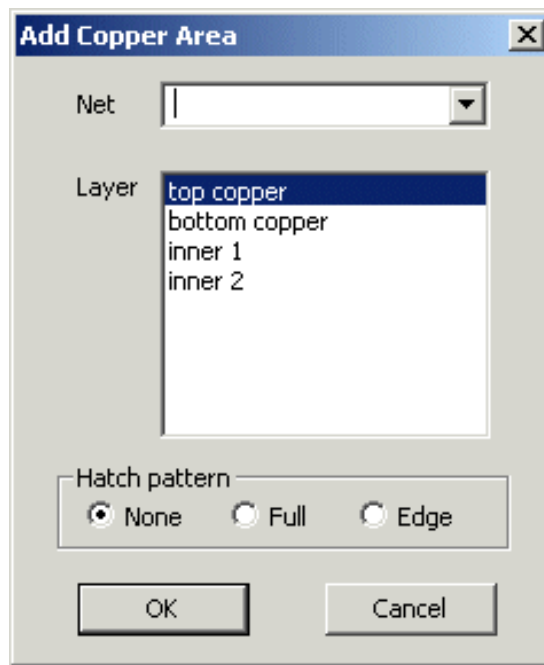 Add Copper Area
Net
Layer
top copper
bottom copper
inner 1
inner 2
Hatch pattern
None Full Edge
OK Cancel